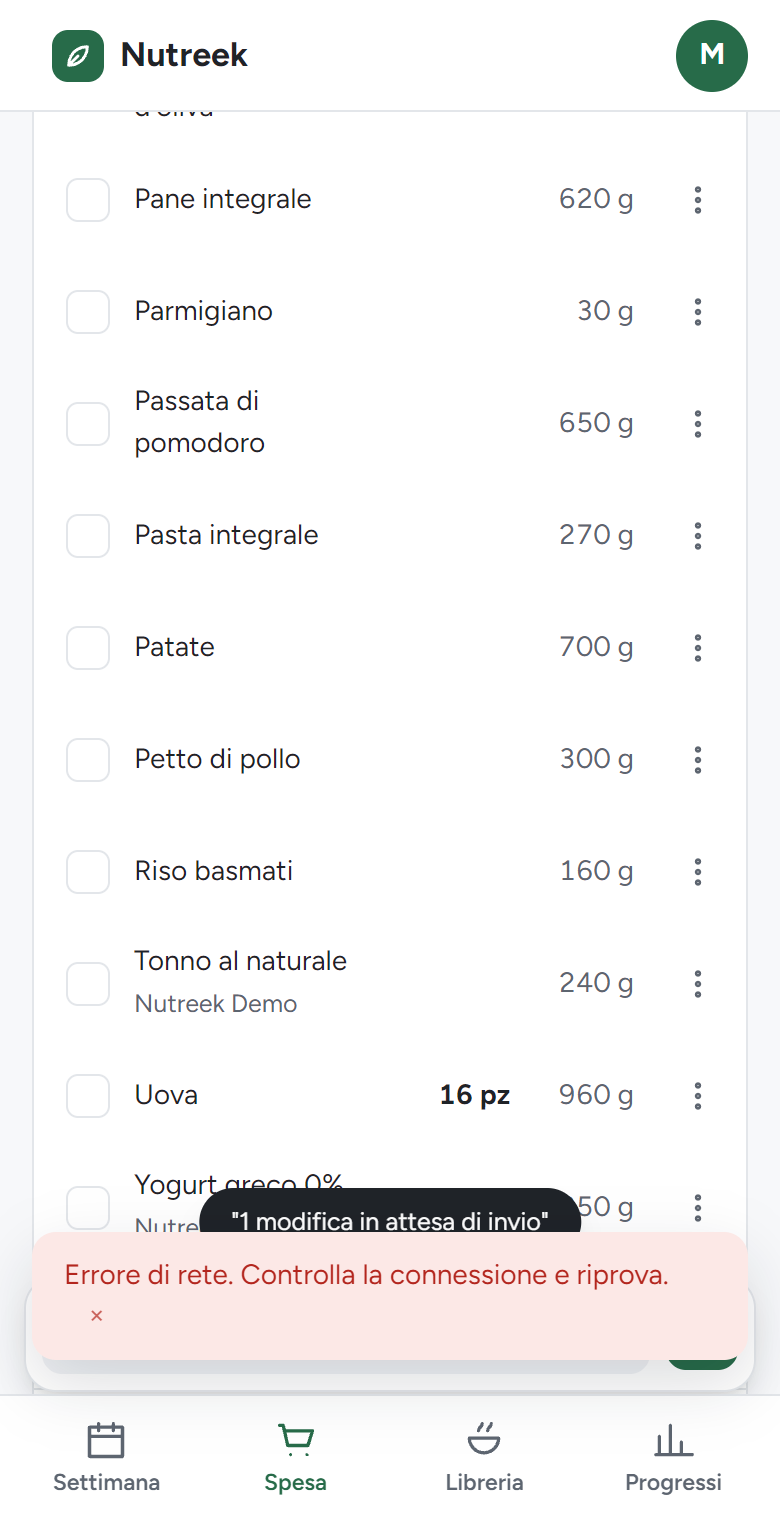 Nutreek
M
d'oliva
Pane integrale 620 g
Parmigiano 30 g
Passata di
pomodoro 650 g
Pasta integrale 270 g
Patate 700 g
Petto di pollo 300 g
Riso basmati 160 g
Tonno al naturale
Nutreek Demo 240 g
Uova 16 pz 960 g
Yogurt greco 0%
"1 modifica in attesa di invio"
Errore di rete. Controlla la connessione e riprova.
×
Settimana Spesa Libreria Progressi